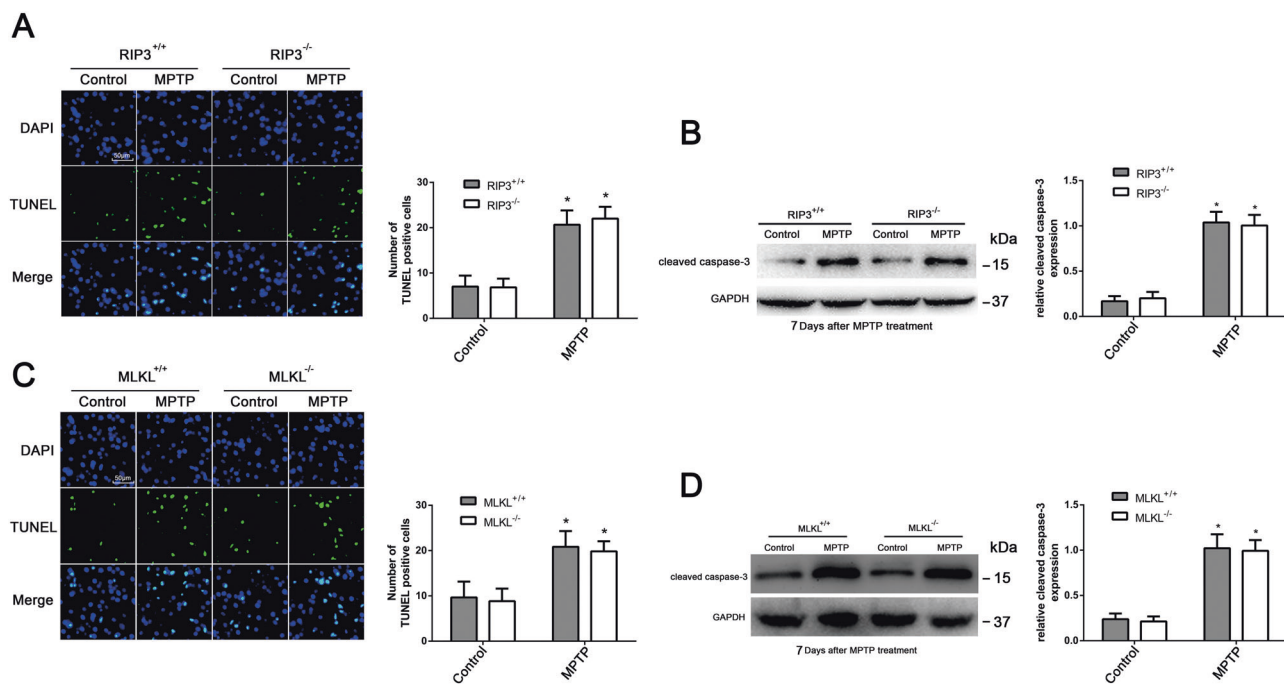 A
RIP3+/+ RIP3-/-
Control MPTP Control MPTP
DAPI
50μm
TUNEL
Merge
Number of
TUNEL positive cells
30
20
10
0
RIP3+/+
RIP3-/-
* *
Control MPTP
B
RIP3+/+ RIP3-/-
Control MPTP Control MPTP kDa
cleaved caspase-3 –15
GAPDH –37
7 Days after MPTP treatment
relative cleaved caspase-3
expression
1.5
1.0
0.5
0.0
RIP3+/+
RIP3-/-
* *
Control MPTP
C
MLKL+/+ MLKL-/-
Control MPTP Control MPTP
DAPI
50μm
TUNEL
Merge
Number of
TUNEL positive cells
30
20
10
0
MLKL+/+
MLKL-/-
* *
Control MPTP
D
MLKL+/+ MLKL-/-
Control MPTP Control MPTP kDa
cleaved caspase-3 –15
GAPDH –37
7 Days after MPTP treatment
relative cleaved caspase-3
expression
1.5
1.0
0.5
0.0
MLKL+/+
MLKL-/-
* *
Control MPTP